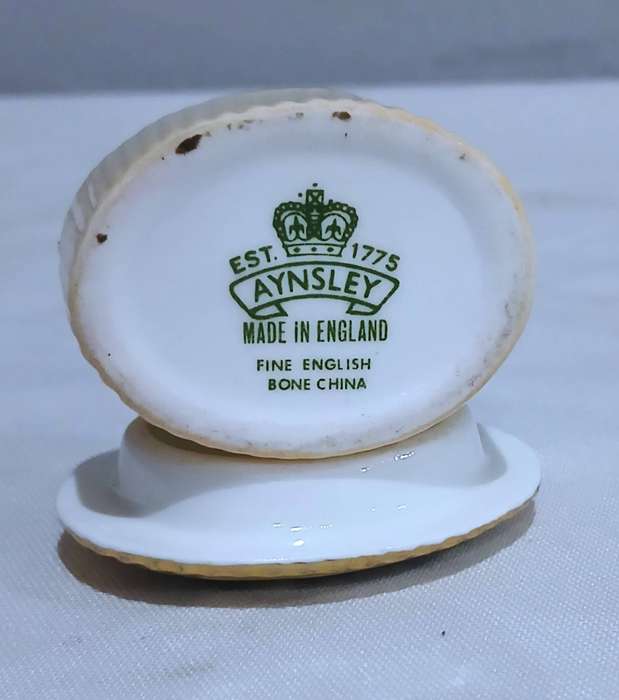 EST. 1775
AYNSLEY
MADE IN ENGLAND
FINE ENGLISH
BONE CHINA